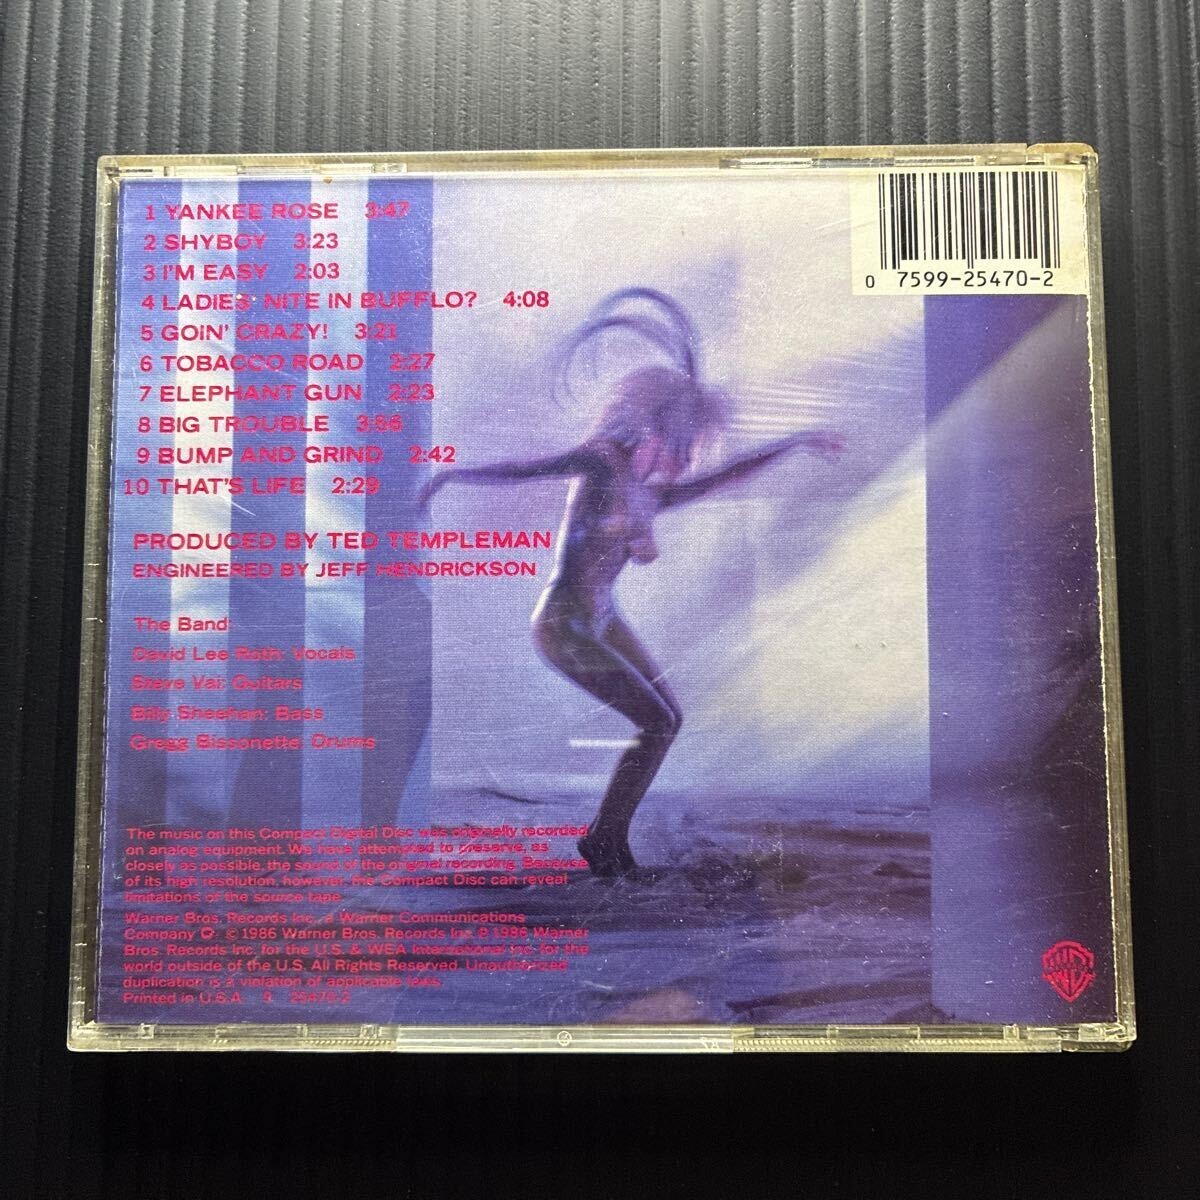 1 YANKEE ROSE 3:47
2 SHYBOY 3:23
3 I'M EASY 2:03
4 LADIES' NITE IN BUFFLO? 4:08
5 GOIN' CRAZY! 3:21
6 TOBACCO ROAD 2:27
7 ELEPHANT GUN 2:23
8 BIG TROUBLE 3:56
9 BUMP AND GRIND 2:42
10 THAT'S LIFE 2:29
PRODUCED BY TED TEMPLEMAN
ENGINEERED BY JEFF HENDRICKSON
The Band:
David Lee Roth: Vocals
Steve Vai: Guitars
Billy Sheehan: Bass
Gregg Bissonette: Drums
The music on this Compact Digital Disc was originally recorded
on analog equipment. We have attempted to preserve, as
closely as possible, the sound of the original recording. Because
of its high resolution, however, the Compact Disc can reveal
limitations of the source tape.
Warner Bros. Records Inc., a Warner Communications
Company © 1986 Warner Bros. Records Inc. ℗ 1986 Warner
Bros. Records Inc. for the U.S. & WEA International Inc. for the
world outside of the U.S. All Rights Reserved. Unauthorized
duplication is a violation of applicable laws.
Printed in U.S.A. 9 25470-2
0 7599-25470-2